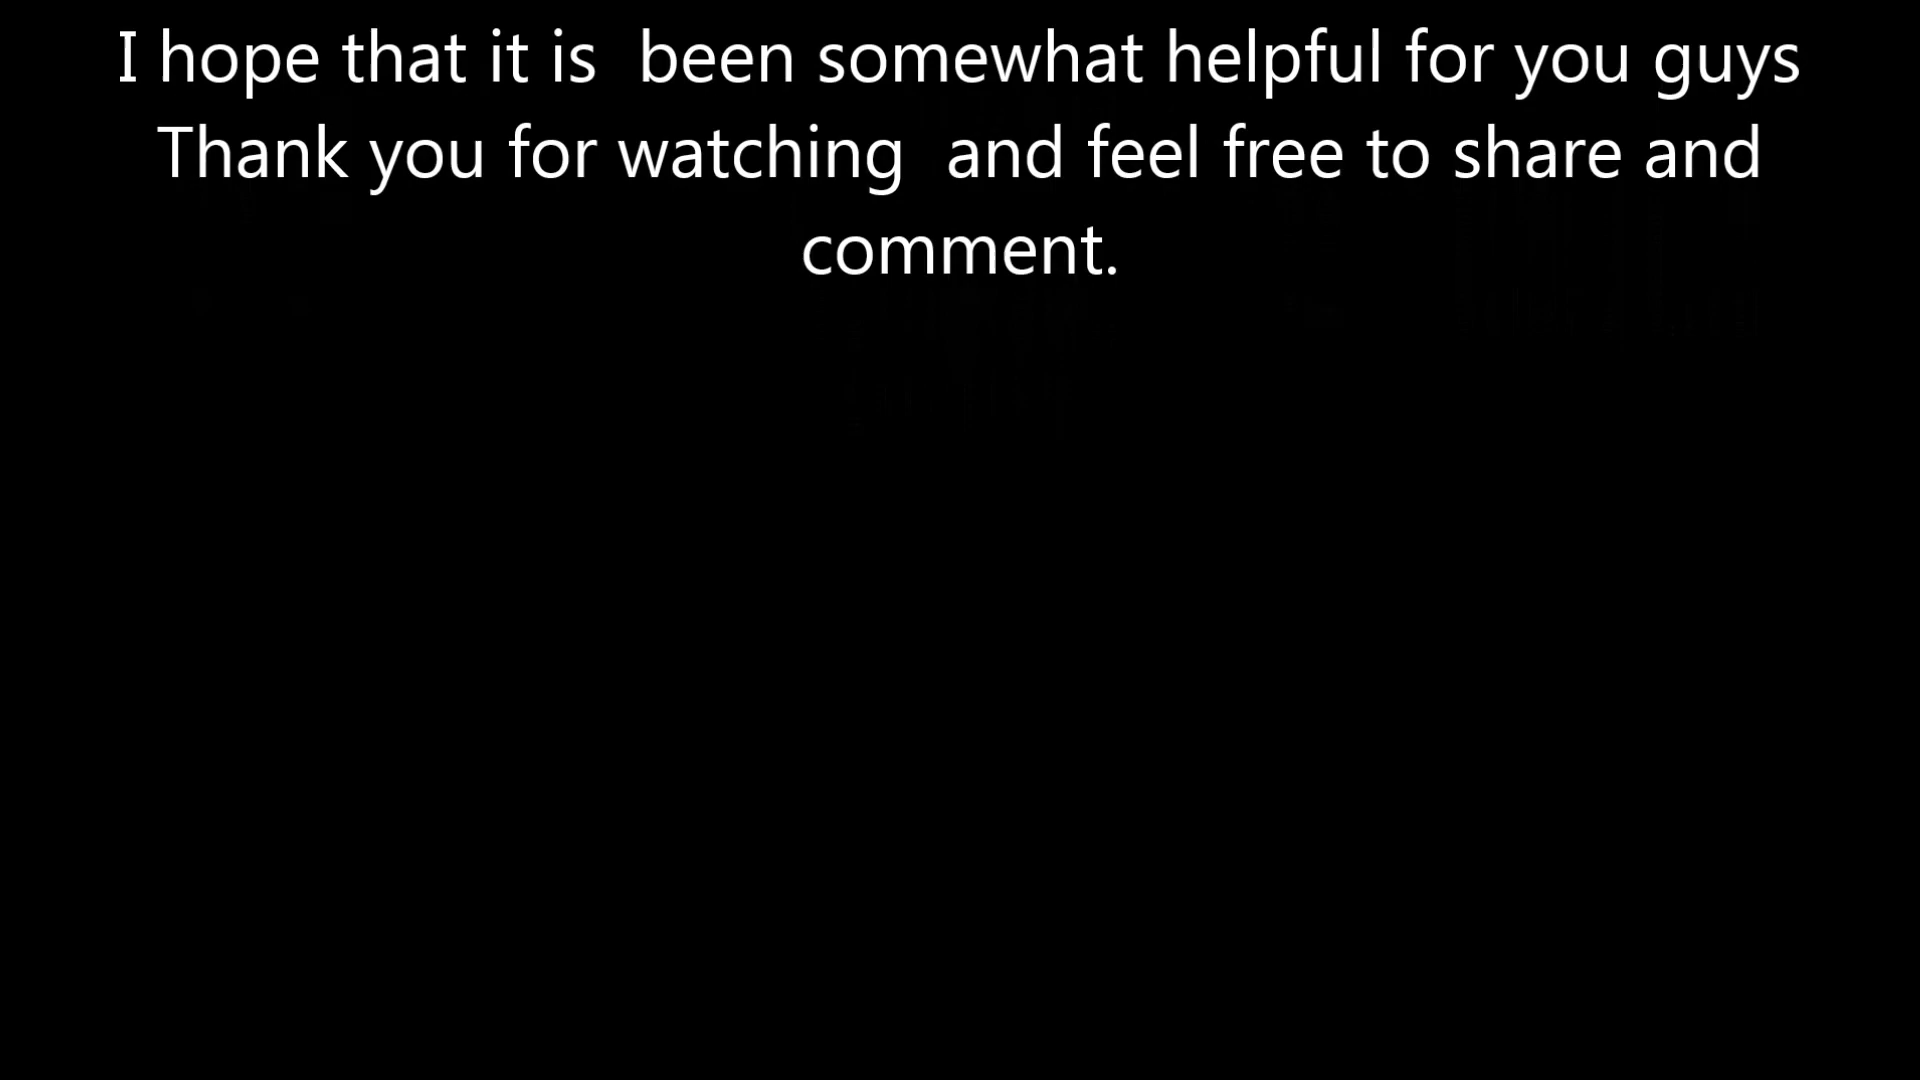 I hope that it is  been somewhat helpful for you guys
Thank you for watching  and feel free to share and
comment.